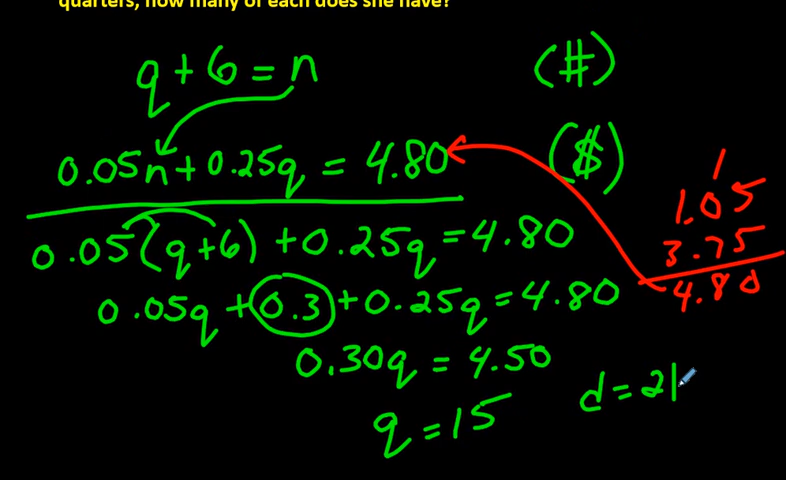 quarters, how many of each does she have?
q + 6 = n (#)
0.05n + 0.25q = 4.80 ($)
0.05(q+6) + 0.25q = 4.80
0.05q + 0.3 + 0.25q = 4.80
0.30q = 4.50
q = 15
d = 21
1
1.05
3.75
4.80